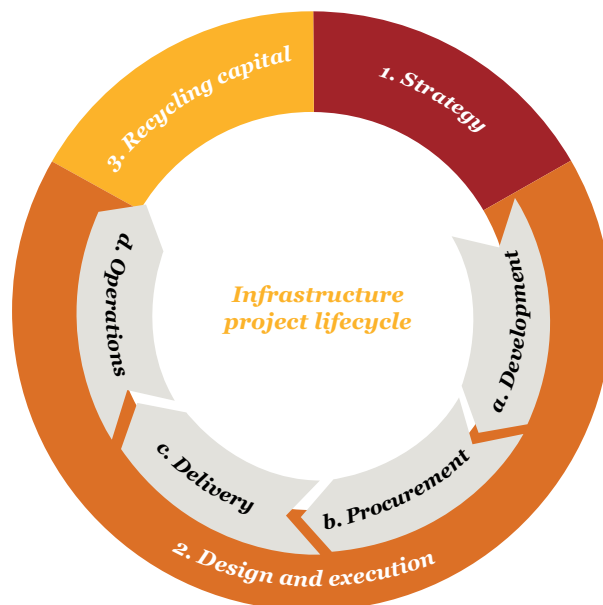 Infrastructure
project lifecycle
1. Strategy
2. Design and execution
a. Development
b. Procurement
c. Delivery
d. Operations
3. Recycling capital